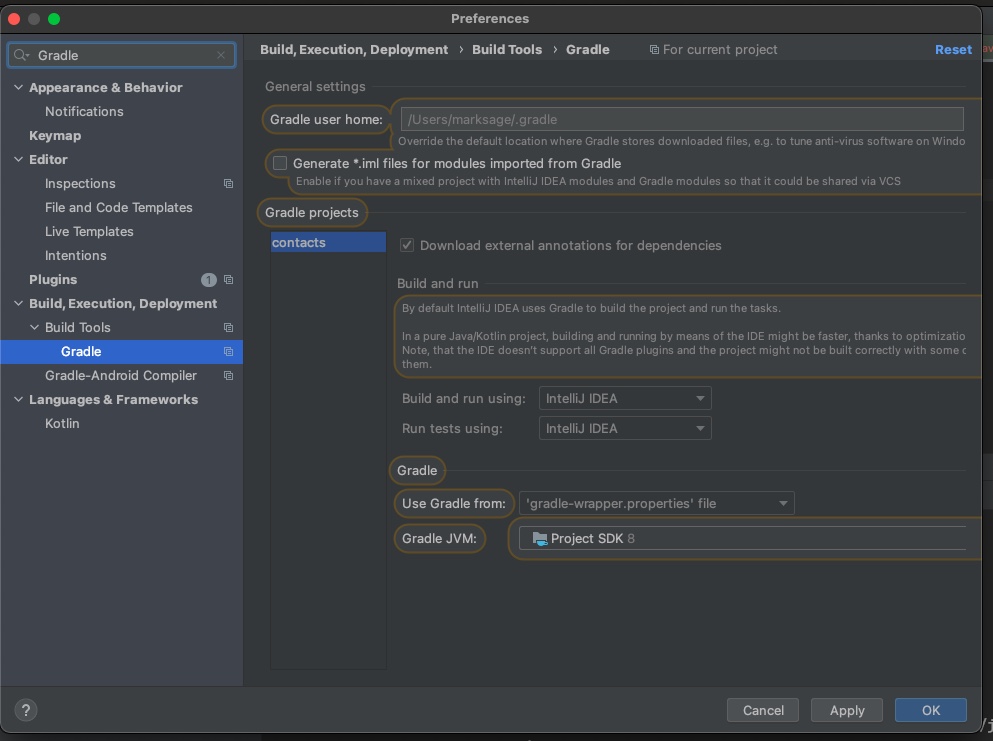 Preferences
Gradle
Build, Execution, Deployment › Build Tools › Gradle For current project Reset
Appearance & Behavior
Notifications
Keymap
Editor
Inspections
File and Code Templates
Live Templates
Intentions
Plugins 1
Build, Execution, Deployment
Build Tools
Gradle
Gradle-Android Compiler
Languages & Frameworks
Kotlin
General settings
Gradle user home: /Users/marksage/.gradle
Override the default location where Gradle stores downloaded files, e.g. to tune anti-virus software on Windo
Generate *.iml files for modules imported from Gradle
Enable if you have a mixed project with IntelliJ IDEA modules and Gradle modules so that it could be shared via VCS
Gradle projects
contacts
Download external annotations for dependencies
Build and run
By default IntelliJ IDEA uses Gradle to build the project and run the tasks.
In a pure Java/Kotlin project, building and running by means of the IDE might be faster, thanks to optimizatio
Note, that the IDE doesn't support all Gradle plugins and the project might not be built correctly with some
them.
Build and run using: IntelliJ IDEA
Run tests using: IntelliJ IDEA
Gradle
Use Gradle from: 'gradle-wrapper.properties' file
Gradle JVM: Project SDK 8
? Cancel Apply OK